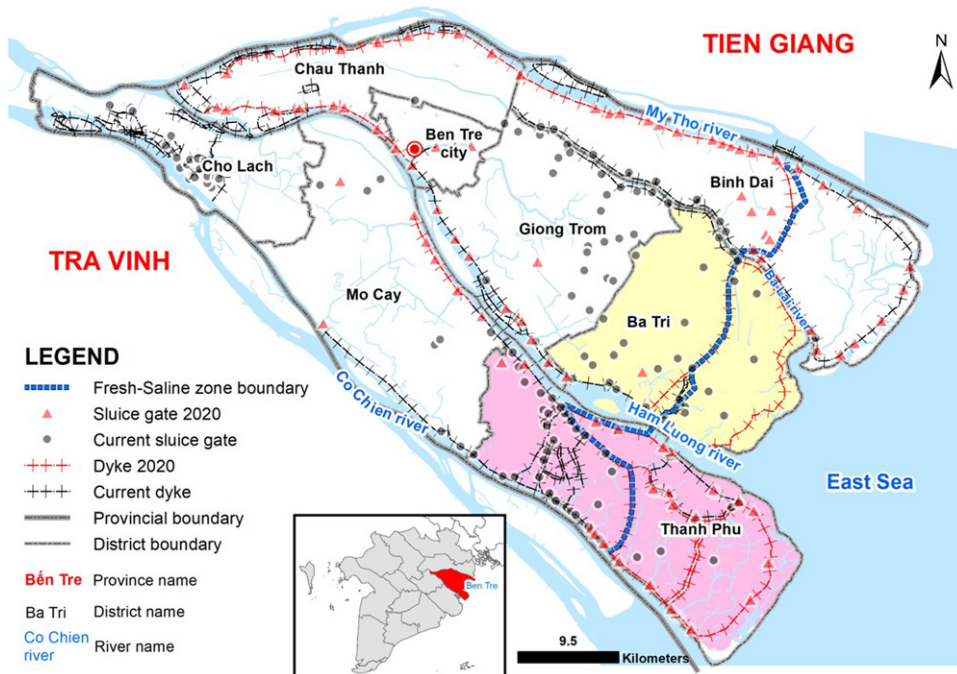 TIEN GIANG
N
Chau Thanh
My Tho river
Ben Tre
city
Cho Lach
Binh Dai
Giong Trom
TRA VINH
Mo Cay
Ba Lai river
Ba Tri
LEGEND
Fresh-Saline zone boundary
Sluice gate 2020
Current sluice gate
Dyke 2020
Current dyke
Provincial boundary
District boundary
Bến Tre Province name
Ba Tri District name
Co Chien
river River name
Co Chien river
Ham Luong river
East Sea
Thanh Phu
Ben Tre
9.5
Kilometers